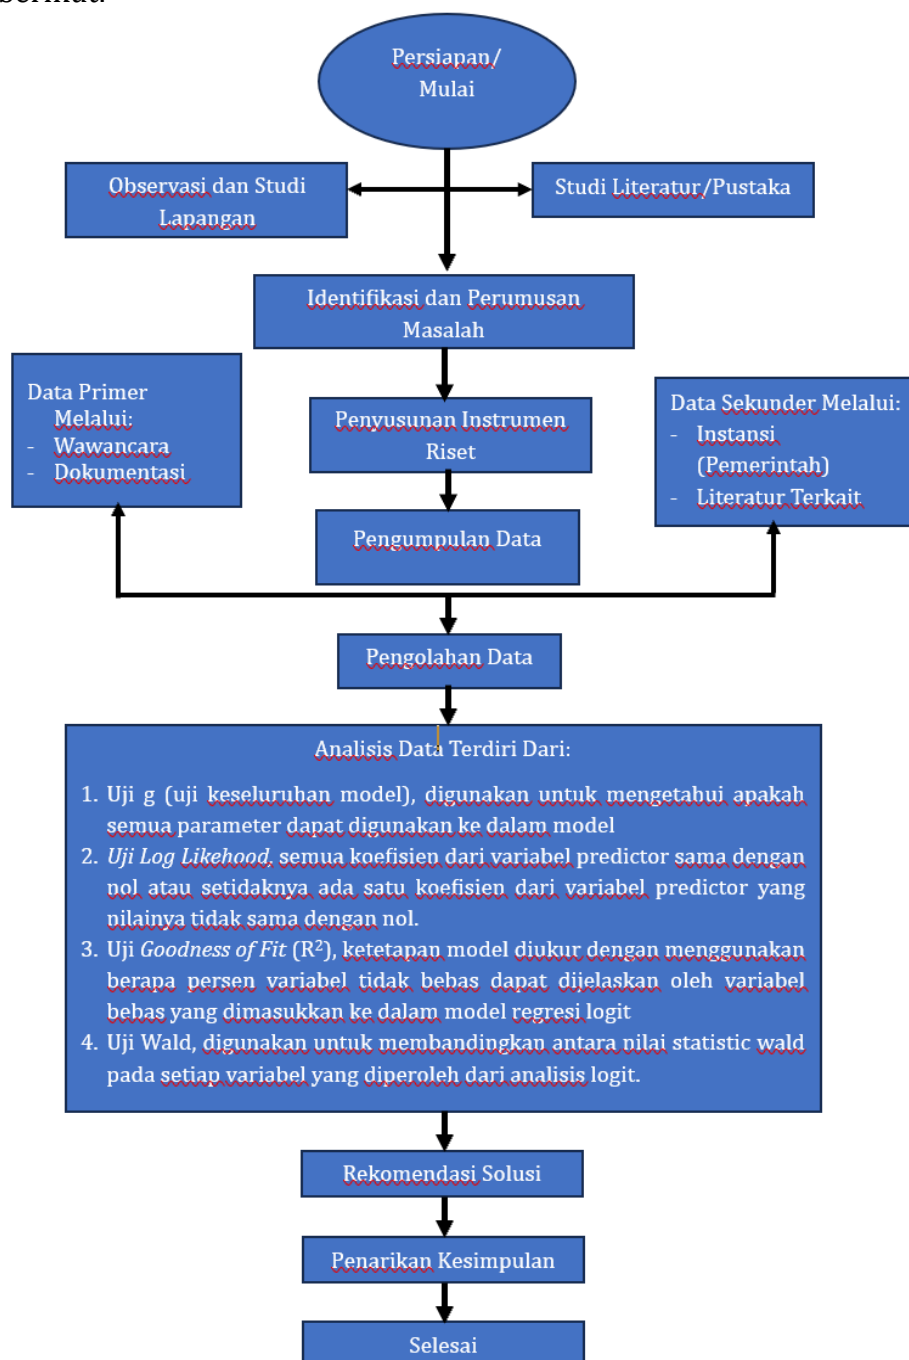 berikut.
Persiapan/
Mulai
Observasi dan Studi
Lapangan
Studi Literatur/Pustaka
Identifikasi dan Perumusan
Masalah
Data Primer
Melalui:
- Wawancara
- Dokumentasi
Penyusunan Instrumen
Riset
Data Sekunder Melalui:
- Instansi
(Pemerintah)
- Literatur Terkait
Pengumpulan Data
Pengolahan Data
Analisis Data Terdiri Dari:
1. Uji g (uji keseluruhan model), digunakan untuk mengetahui apakah
semua parameter dapat digunakan ke dalam model
2. Uji Log Likehood, semua koefisien dari variabel predictor sama dengan
nol atau setidaknya ada satu koefisien dari variabel predictor yang
nilainya tidak sama dengan nol.
3. Uji Goodness of Fit (R²), ketetapan model diukur dengan menggunakan
berapa persen variabel tidak bebas dapat dijelaskan oleh variabel
bebas yang dimasukkan ke dalam model regresi logit
4. Uji Wald, digunakan untuk membandingkan antara nilai statistic wald
pada setiap variabel yang diperoleh dari analisis logit.
Rekomendasi Solusi
Penarikan Kesimpulan
Selesai